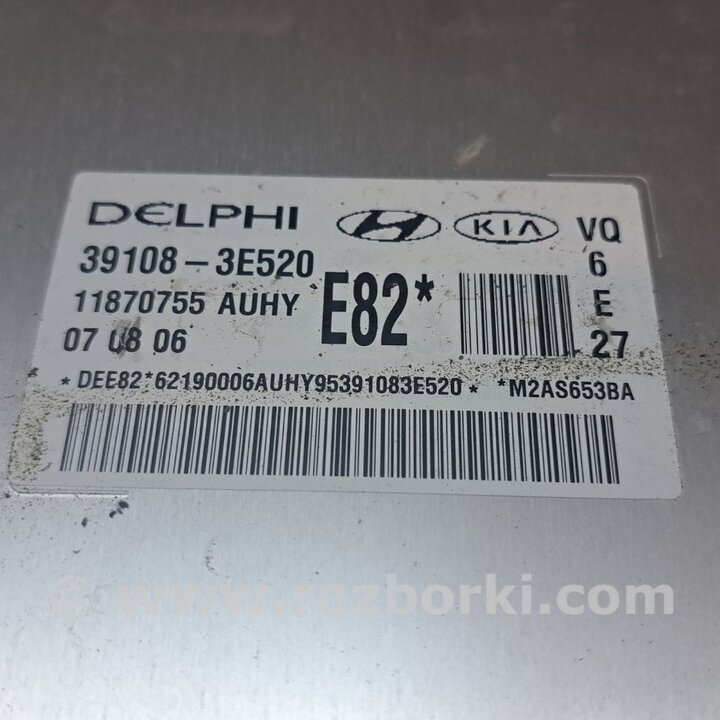 DELPHI KIA VQ
39108-3E520 6
11870755 AUHY E82* E
07 08 06 27
*DEE82*62190006AUHY95391083E520* *M2AS653BA
© www.razborki.com